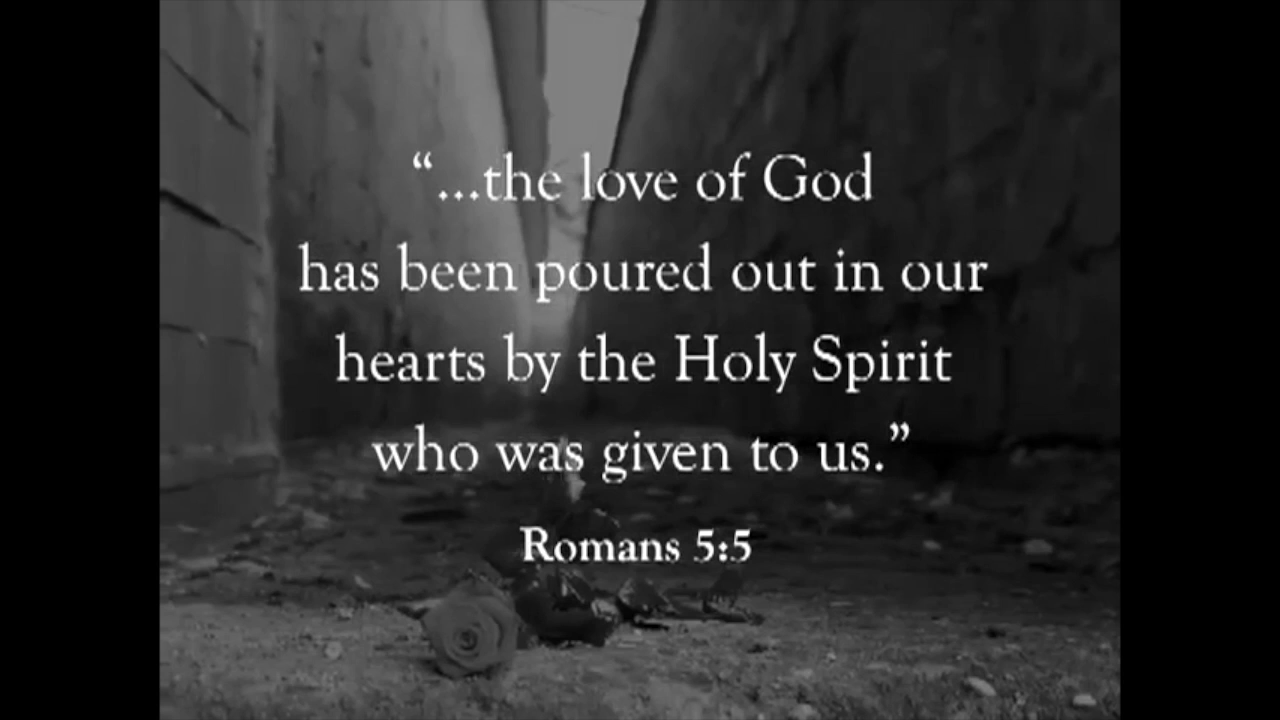 “...the love of God
has been poured out in our
hearts by the Holy Spirit
who was given to us.”
Romans 5:5